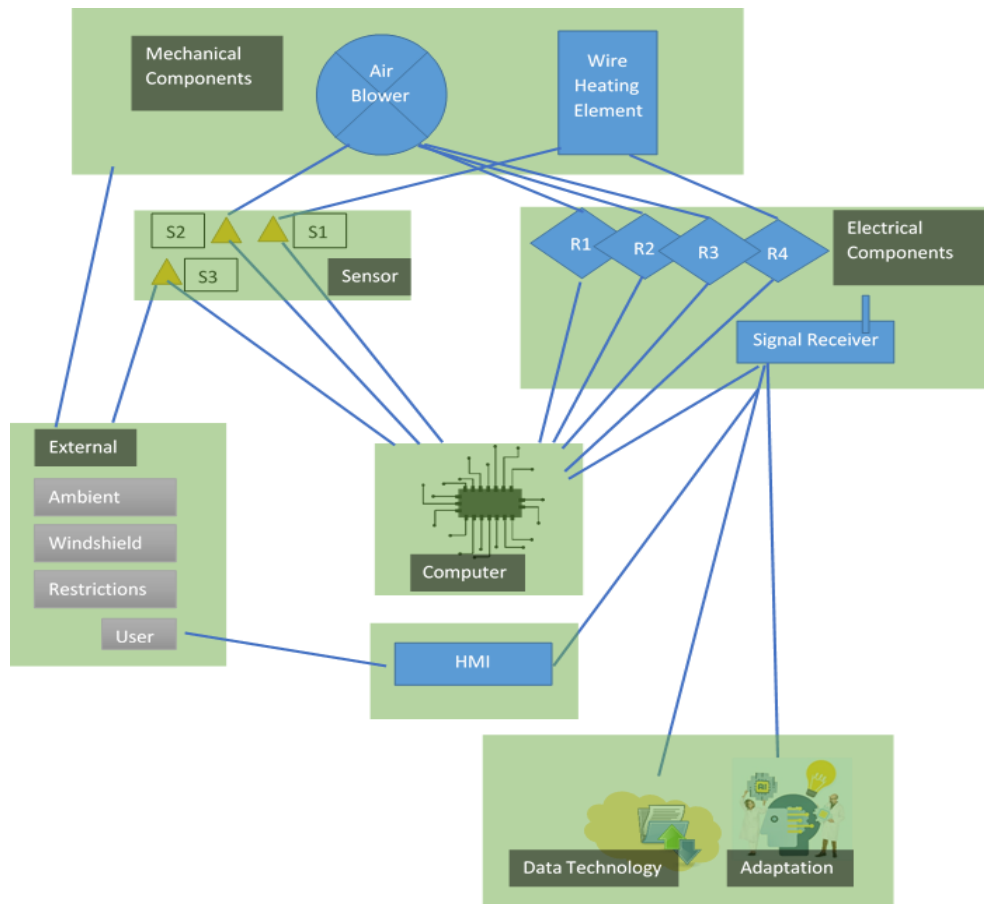 Mechanical
Components
Air
Blower
Wire
Heating
Element
S2
S1
S3
Sensor
R1
R2
R3
R4
Electrical
Components
Signal Receiver
External
Ambient
Windshield
Restrictions
User
Computer
HMI
Data Technology
Adaptation